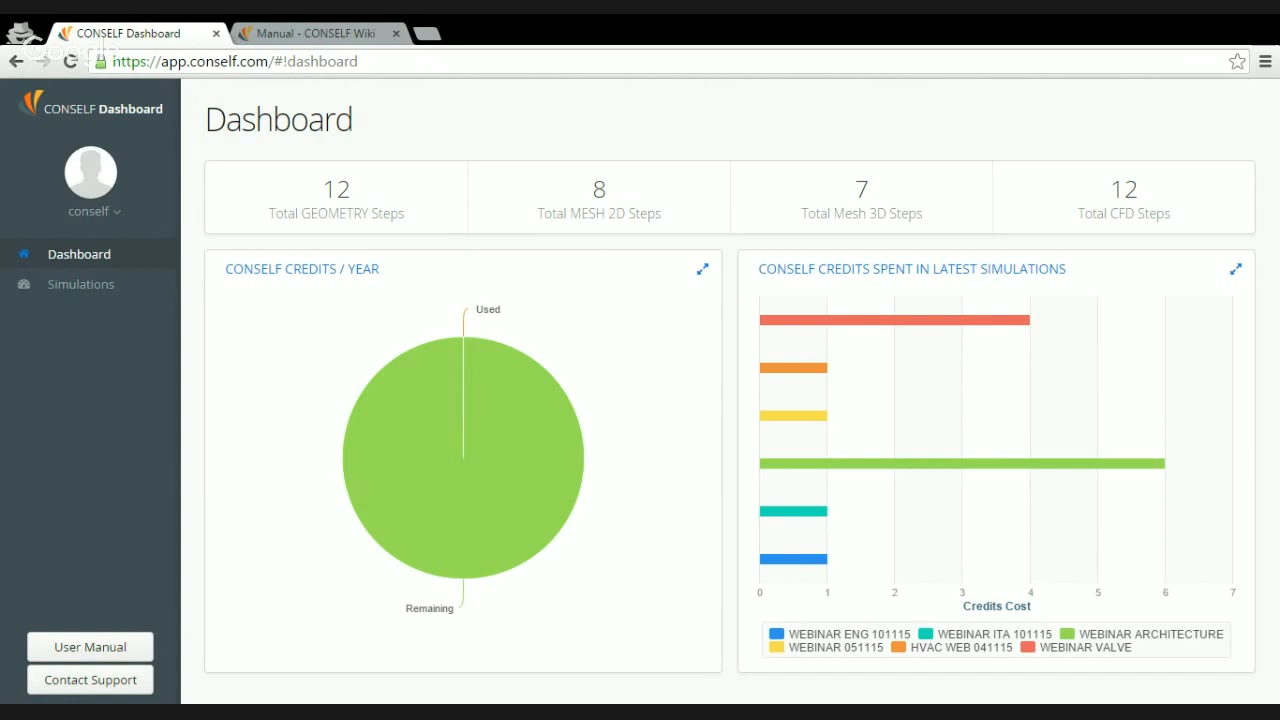 CONSELF Dashboard
Manual - CONSELF Wiki
Google
https://app.conself.com/#!dashboard
CONSELF Dashboard
conself
Dashboard
Simulations
User Manual
Contact Support
Dashboard
12
Total GEOMETRY Steps
8
Total MESH 2D Steps
7
Total Mesh 3D Steps
12
Total CFD Steps
CONSELF CREDITS / YEAR
Used
Remaining
CONSELF CREDITS SPENT IN LATEST SIMULATIONS
0 1 2 3 4 5 6 7
Credits Cost
WEBINAR ENG 101115 WEBINAR ITA 101115 WEBINAR ARCHITECTURE
WEBINAR 051115 HVAC WEB 041115 WEBINAR VALVE